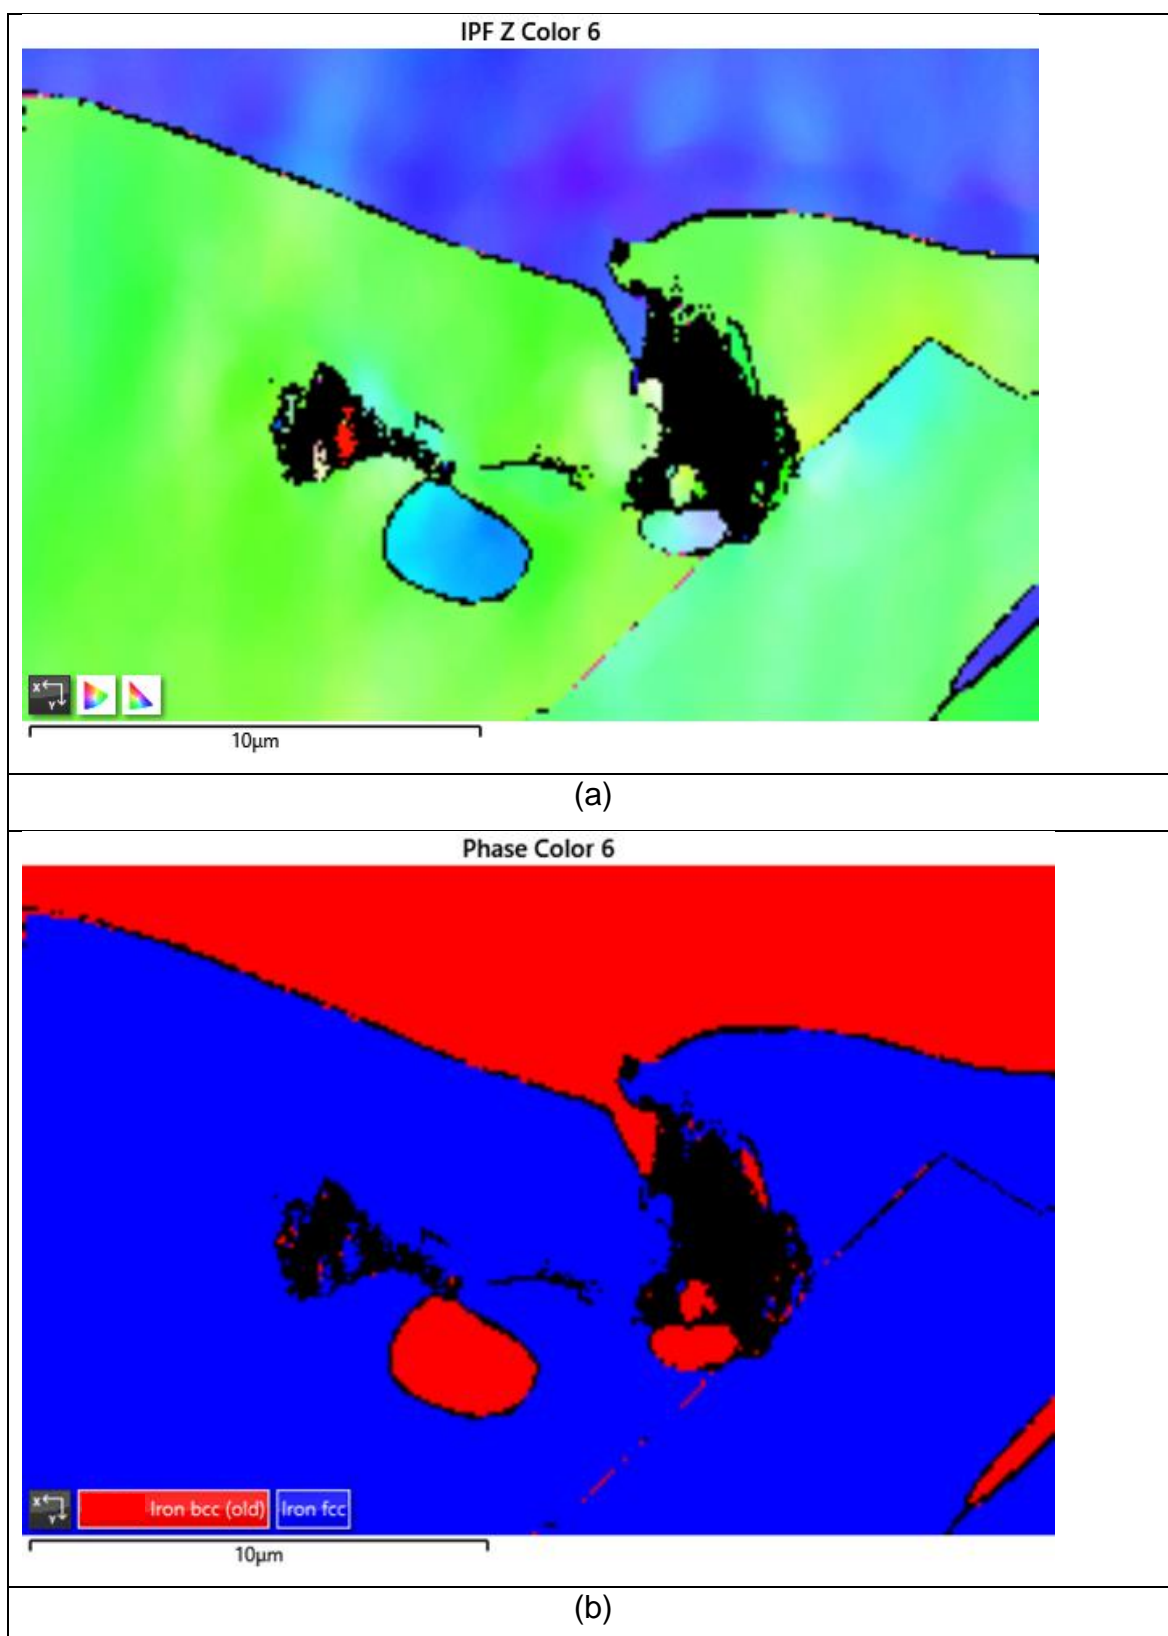 IPF Z Color 6
X
Y
10µm
(a)
Phase Color 6
X
Y
Iron bcc (old) Iron fcc
10µm
(b)